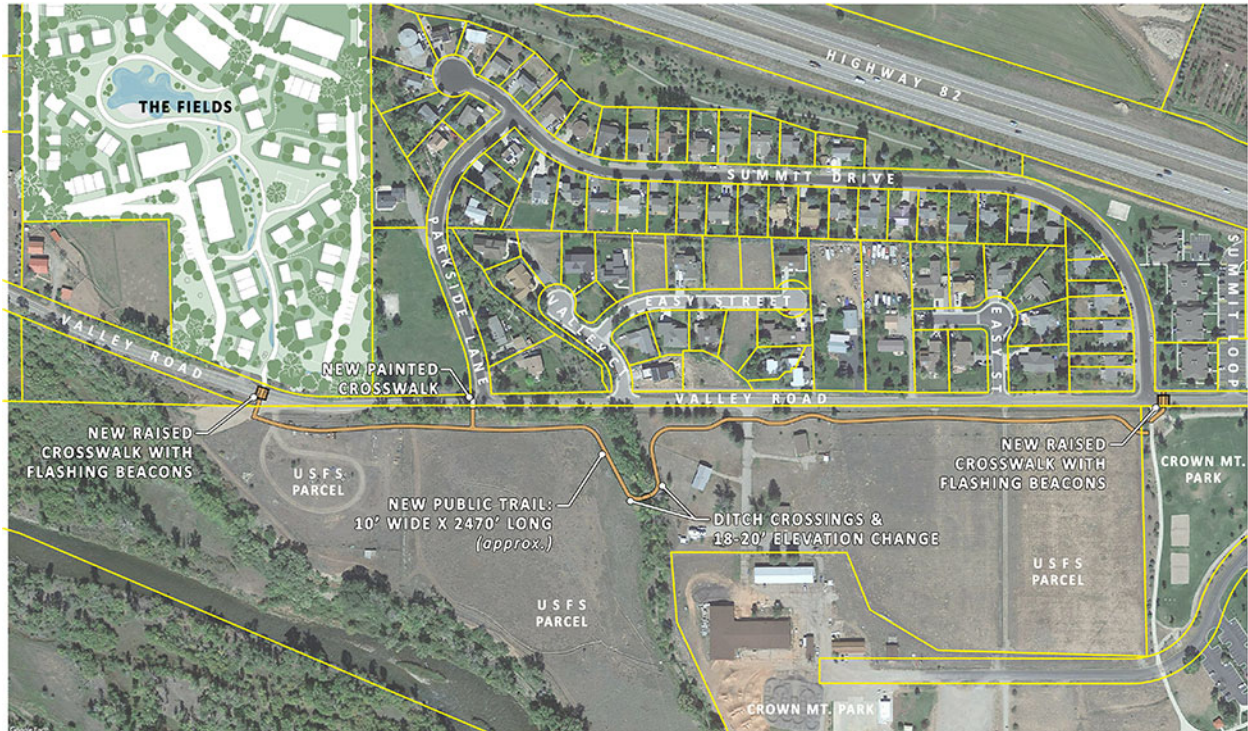 HIGHWAY 82
THE FIELDS
SUMMIT DRIVE
PARKSIDE LANE
SUMMIT LOOP
EASY STREET
VALLEY CT
EASY ST
VALLEY ROAD
NEW PAINTED
CROSSWALK
VALLEY ROAD
NEW RAISED
CROSSWALK WITH
FLASHING BEACONS
USFS
PARCEL
NEW PUBLIC TRAIL:
10' WIDE X 2470' LONG
(approx.)
DITCH CROSSINGS &
18-20' ELEVATION CHANGE
NEW RAISED
CROSSWALK WITH
FLASHING BEACONS
CROWN MT.
PARK
USFS
PARCEL
USFS
PARCEL
CROWN MT. PARK
Google Earth